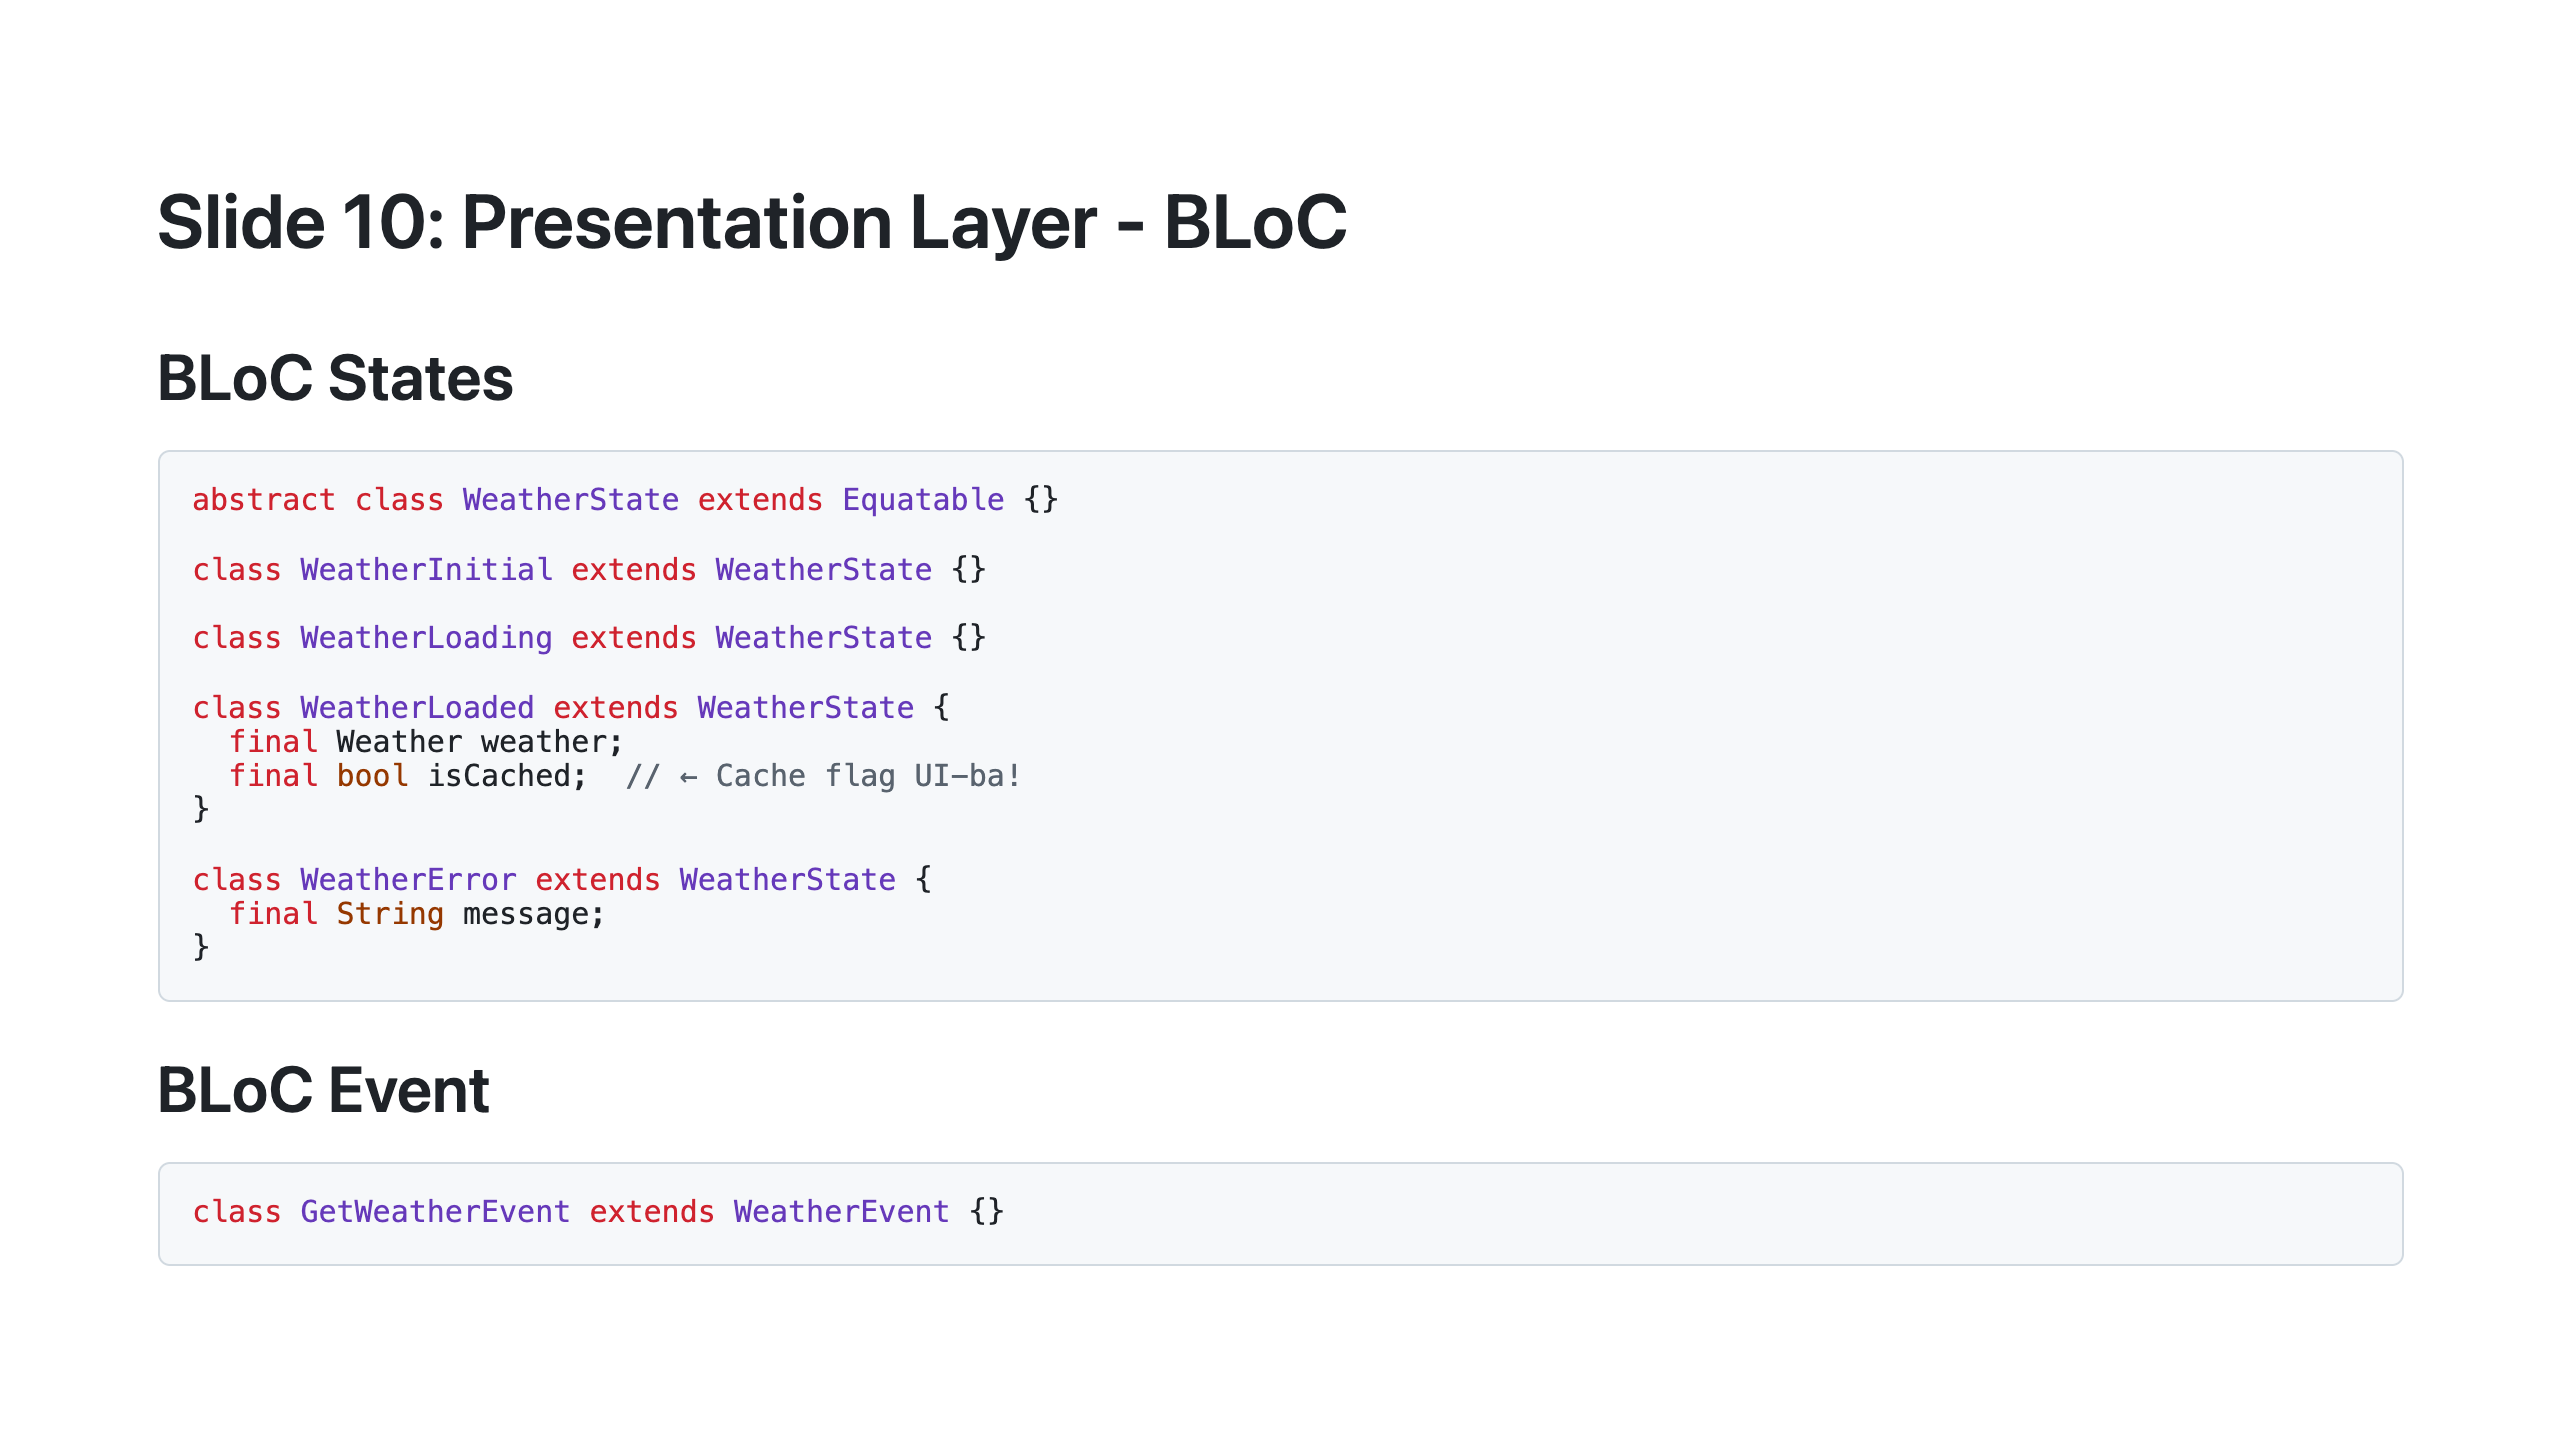 Slide 10: Presentation Layer - BLoC
BLoC States
abstract class WeatherState extends Equatable {}
class WeatherInitial extends WeatherState {}
class WeatherLoading extends WeatherState {}
class WeatherLoaded extends WeatherState {
  final Weather weather;
  final bool isCached;  // ← Cache flag UI-ba!
}
class WeatherError extends WeatherState {
  final String message;
}
BLoC Event
class GetWeatherEvent extends WeatherEvent {}